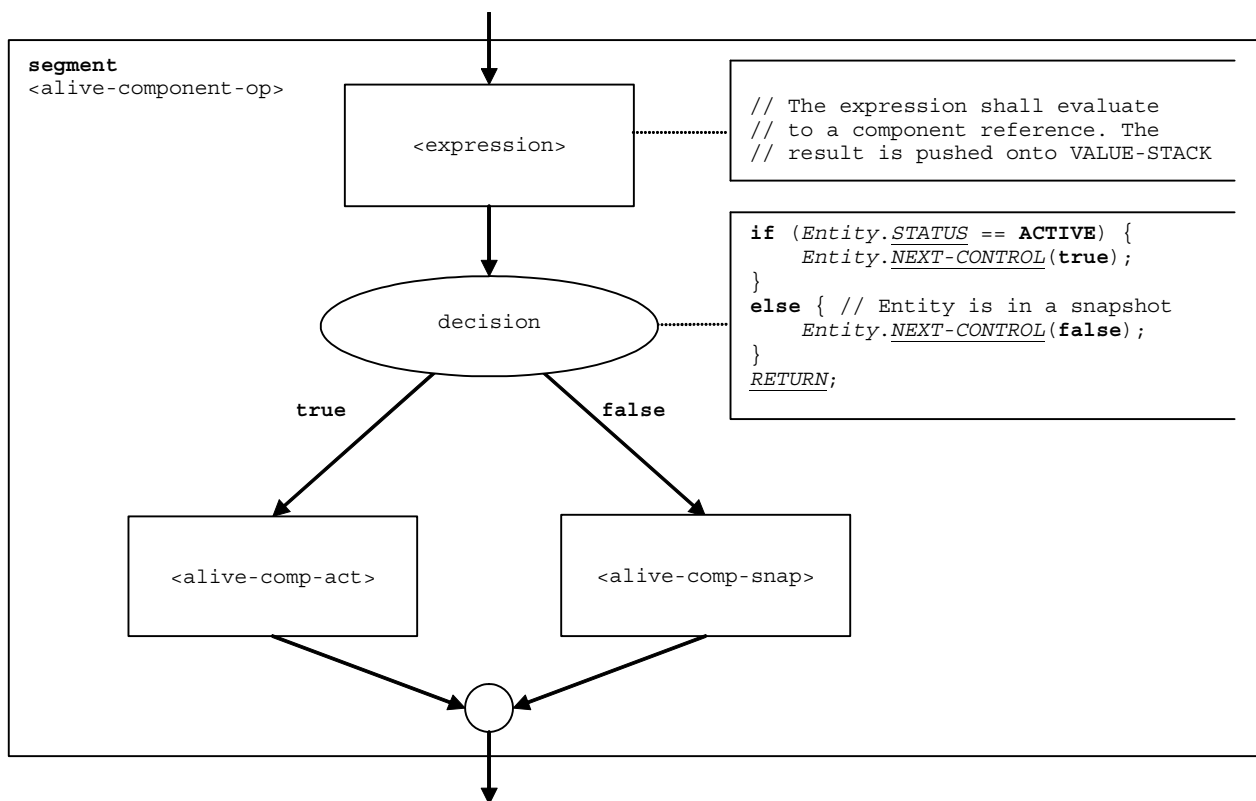 segment
<alive-component-op>
<expression>
// The expression shall evaluate
// to a component reference. The
// result is pushed onto VALUE-STACK
decision
if (Entity.STATUS == ACTIVE) {
    Entity.NEXT-CONTROL(true);
}
else { // Entity is in a snapshot
    Entity.NEXT-CONTROL(false);
}
RETURN;
true
false
<alive-comp-act>
<alive-comp-snap>